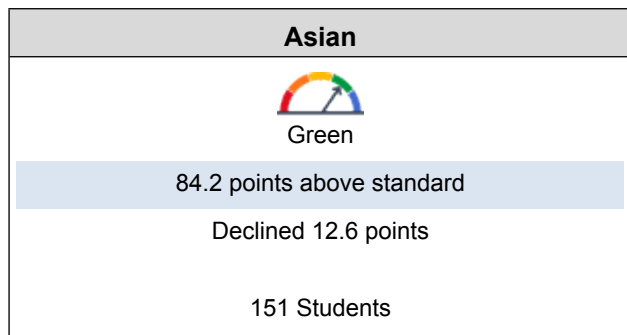 Asian
Green
84.2 points above standard
Declined 12.6 points
151 Students